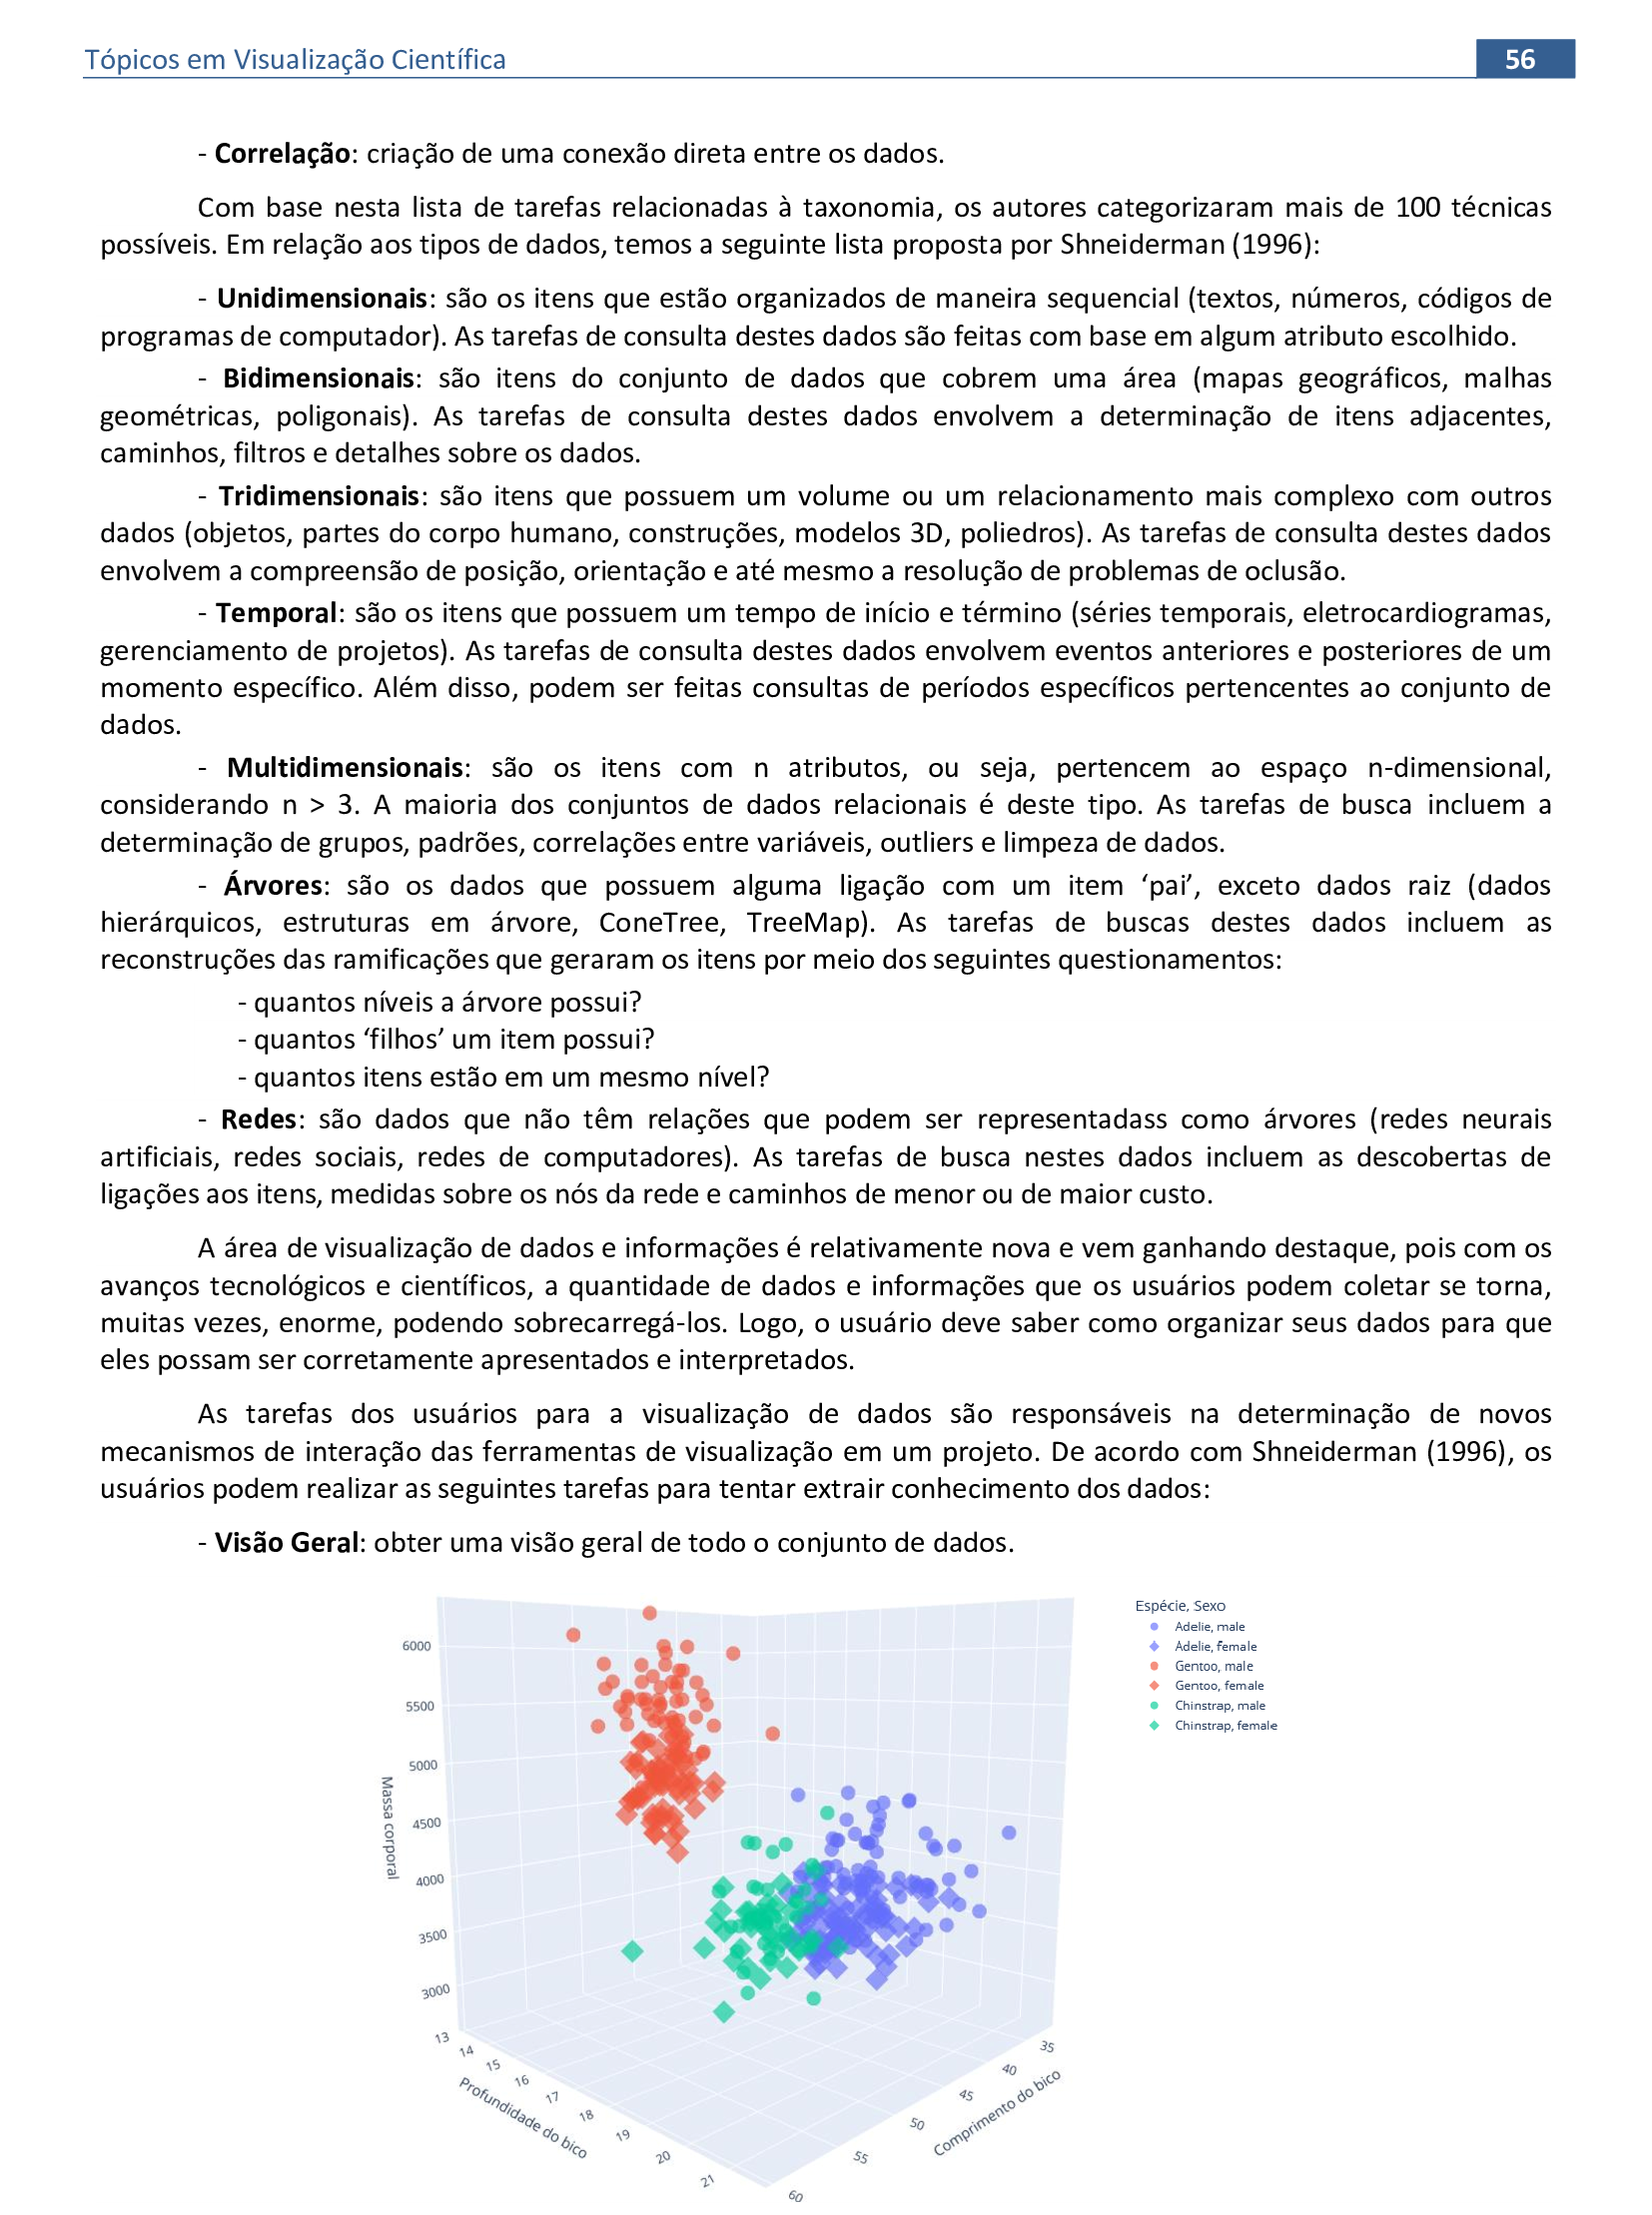 Tópicos em Visualização Científica
56
- Correlação: criação de uma conexão direta entre os dados.
Com base nesta lista de tarefas relacionadas à taxonomia, os autores categorizaram mais de 100 técnicas
possíveis. Em relação aos tipos de dados, temos a seguinte lista proposta por Shneiderman (1996):
- Unidimensionais: são os itens que estão organizados de maneira sequencial (textos, números, códigos de
programas de computador). As tarefas de consulta destes dados são feitas com base em algum atributo escolhido.
- Bidimensionais: são itens do conjunto de dados que cobrem uma área (mapas geográficos, malhas
geométricas, poligonais). As tarefas de consulta destes dados envolvem a determinação de itens adjacentes,
caminhos, filtros e detalhes sobre os dados.
- Tridimensionais: são itens que possuem um volume ou um relacionamento mais complexo com outros
dados (objetos, partes do corpo humano, construções, modelos 3D, poliedros). As tarefas de consulta destes dados
envolvem a compreensão de posição, orientação e até mesmo a resolução de problemas de oclusão.
- Temporal: são os itens que possuem um tempo de início e término (séries temporais, eletrocardiogramas,
gerenciamento de projetos). As tarefas de consulta destes dados envolvem eventos anteriores e posteriores de um
momento específico. Além disso, podem ser feitas consultas de períodos específicos pertencentes ao conjunto de
dados.
- Multidimensionais: são os itens com n atributos, ou seja, pertencem ao espaço n-dimensional,
considerando n > 3. A maioria dos conjuntos de dados relacionais é deste tipo. As tarefas de busca incluem a
determinação de grupos, padrões, correlações entre variáveis, outliers e limpeza de dados.
- Árvores: são os dados que possuem alguma ligação com um item ‘pai’, exceto dados raiz (dados
hierárquicos, estruturas em árvore, ConeTree, TreeMap). As tarefas de buscas destes dados incluem as
reconstruções das ramificações que geraram os itens por meio dos seguintes questionamentos:
- quantos níveis a árvore possui?
- quantos ‘filhos’ um item possui?
- quantos itens estão em um mesmo nível?
- Redes: são dados que não têm relações que podem ser representadass como árvores (redes neurais
artificiais, redes sociais, redes de computadores). As tarefas de busca nestes dados incluem as descobertas de
ligações aos itens, medidas sobre os nós da rede e caminhos de menor ou de maior custo.
A área de visualização de dados e informações é relativamente nova e vem ganhando destaque, pois com os
avanços tecnológicos e científicos, a quantidade de dados e informações que os usuários podem coletar se torna,
muitas vezes, enorme, podendo sobrecarregá-los. Logo, o usuário deve saber como organizar seus dados para que
eles possam ser corretamente apresentados e interpretados.
As tarefas dos usuários para a visualização de dados são responsáveis na determinação de novos
mecanismos de interação das ferramentas de visualização em um projeto. De acordo com Shneiderman (1996), os
usuários podem realizar as seguintes tarefas para tentar extrair conhecimento dos dados:
- Visão Geral: obter uma visão geral de todo o conjunto de dados.
Espécie, Sexo
Adelie, male
Adelie, female
Gentoo, male
Gentoo, female
Chinstrap, male
Chinstrap, female
6000
5500
5000
4500
4000
3500
3000
Massa corporal
13
14
15
16
17
18
19
20
21
Profundidade do bico
35
40
45
50
55
60
Comprimento do bico